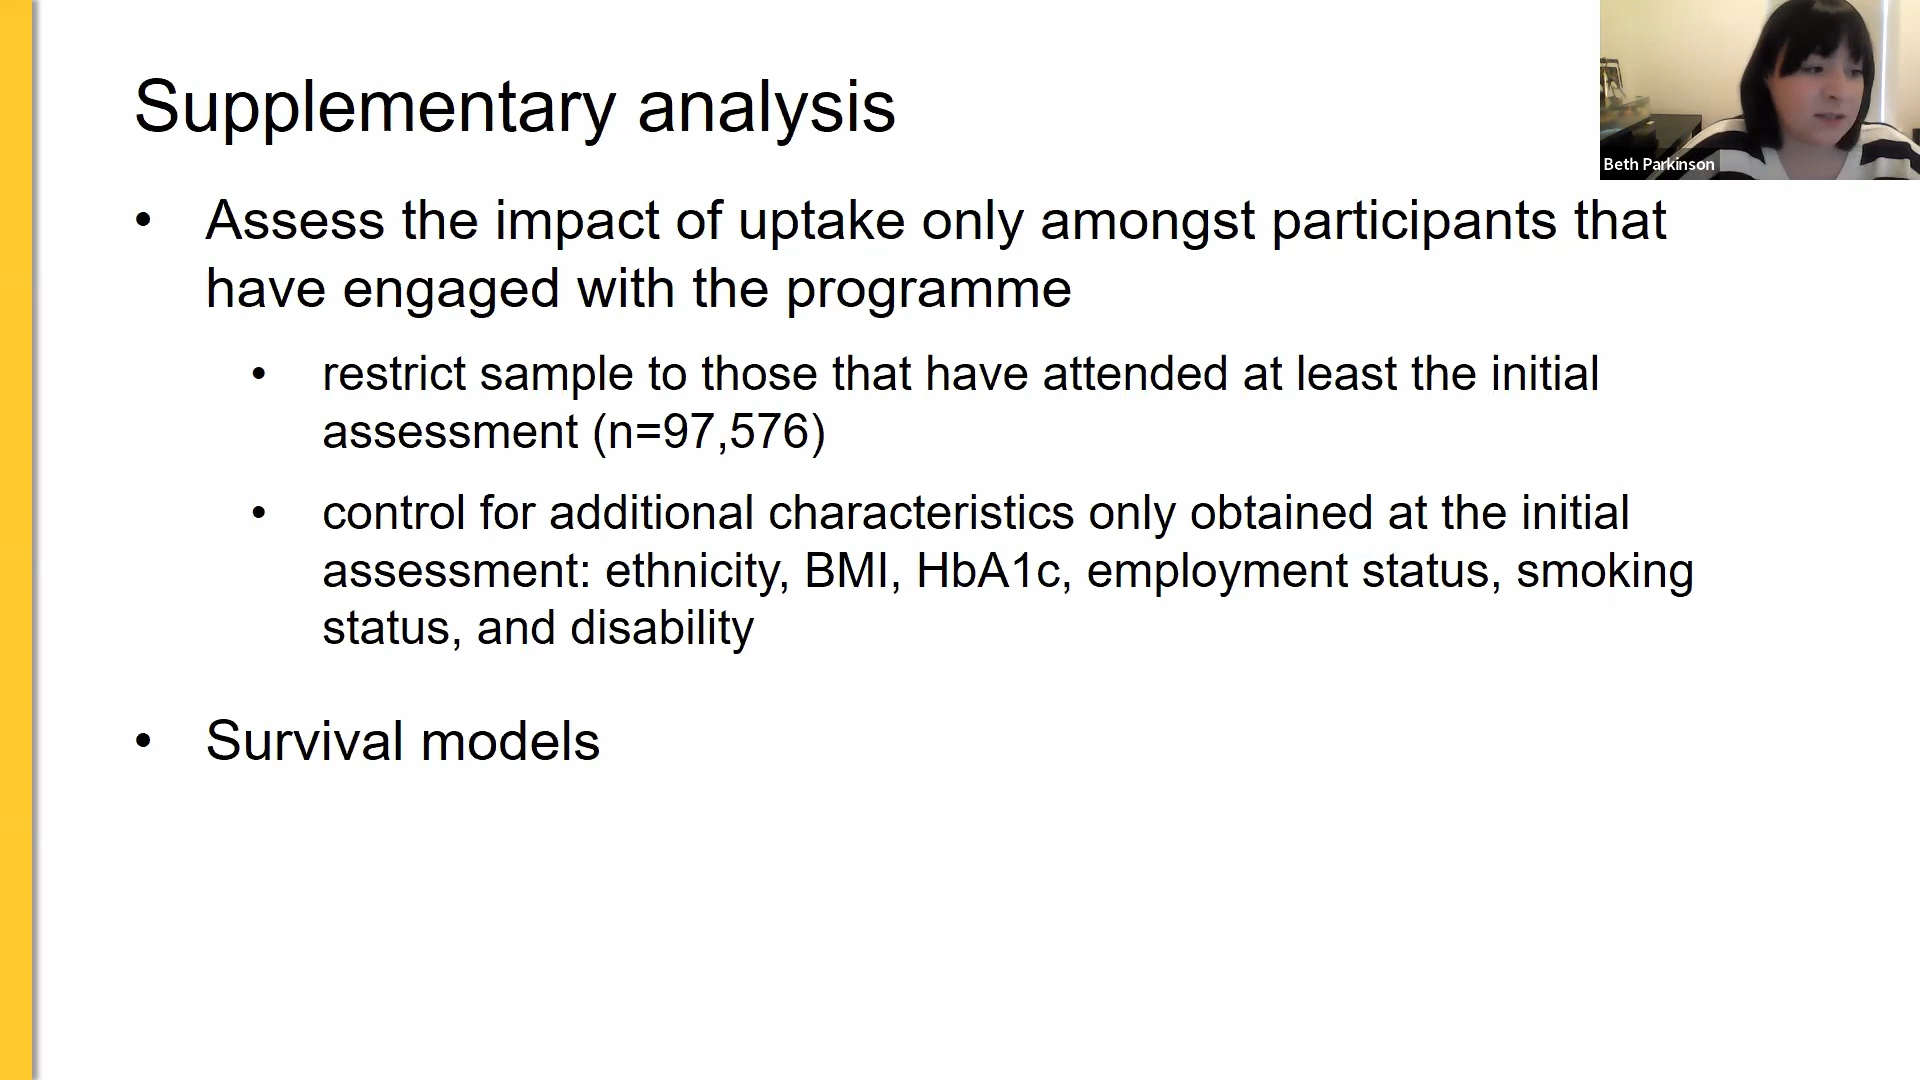 Supplementary analysis
Beth Parkinson
• Assess the impact of uptake only amongst participants that
have engaged with the programme
• restrict sample to those that have attended at least the initial
assessment (n=97,576)
• control for additional characteristics only obtained at the initial
assessment: ethnicity, BMI, HbA1c, employment status, smoking
status, and disability
• Survival models